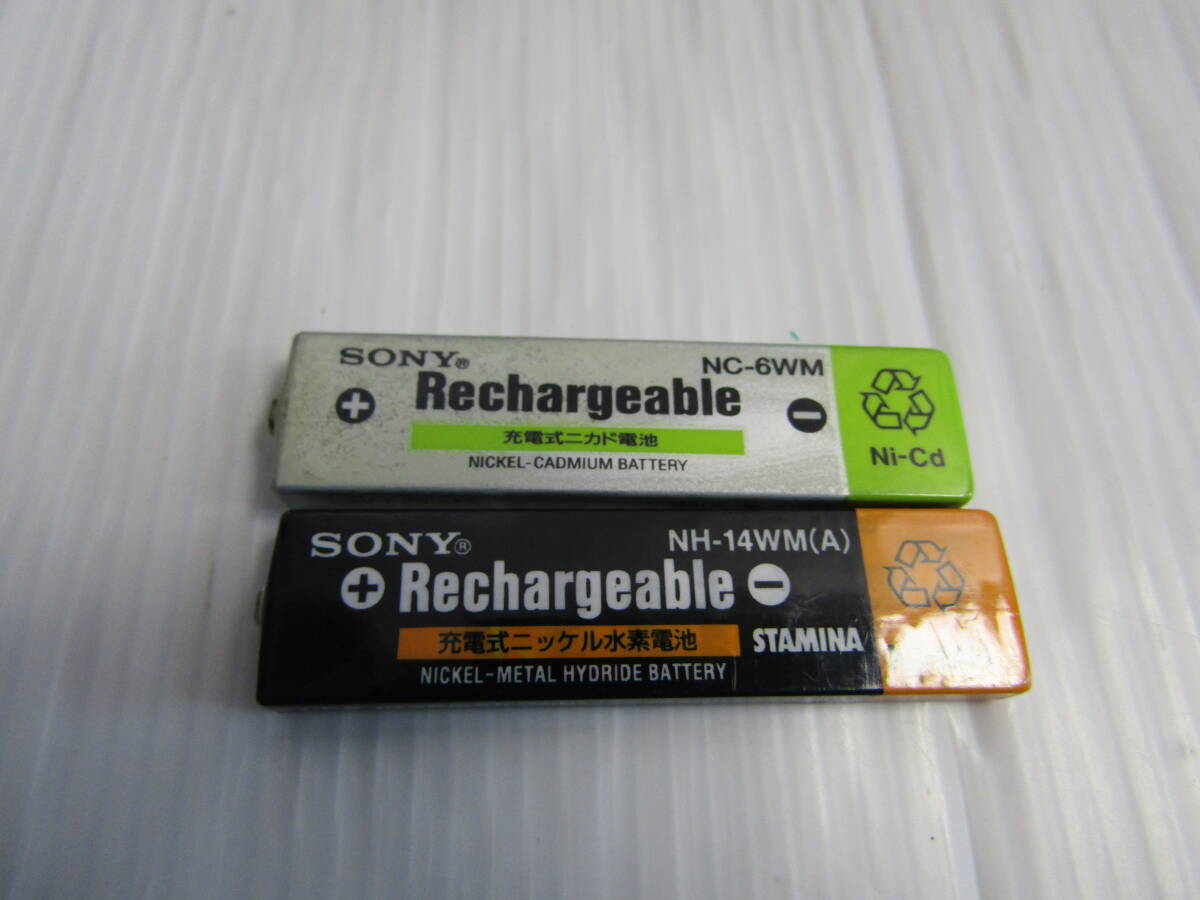 SONY®
NC-6WM
Rechargeable
充電式ニカド電池
NICKEL-CADMIUM BATTERY
Ni-Cd
SONY®
NH-14WM(A)
Rechargeable
充電式ニッケル水素電池
STAMINA
NICKEL-METAL HYDRIDE BATTERY